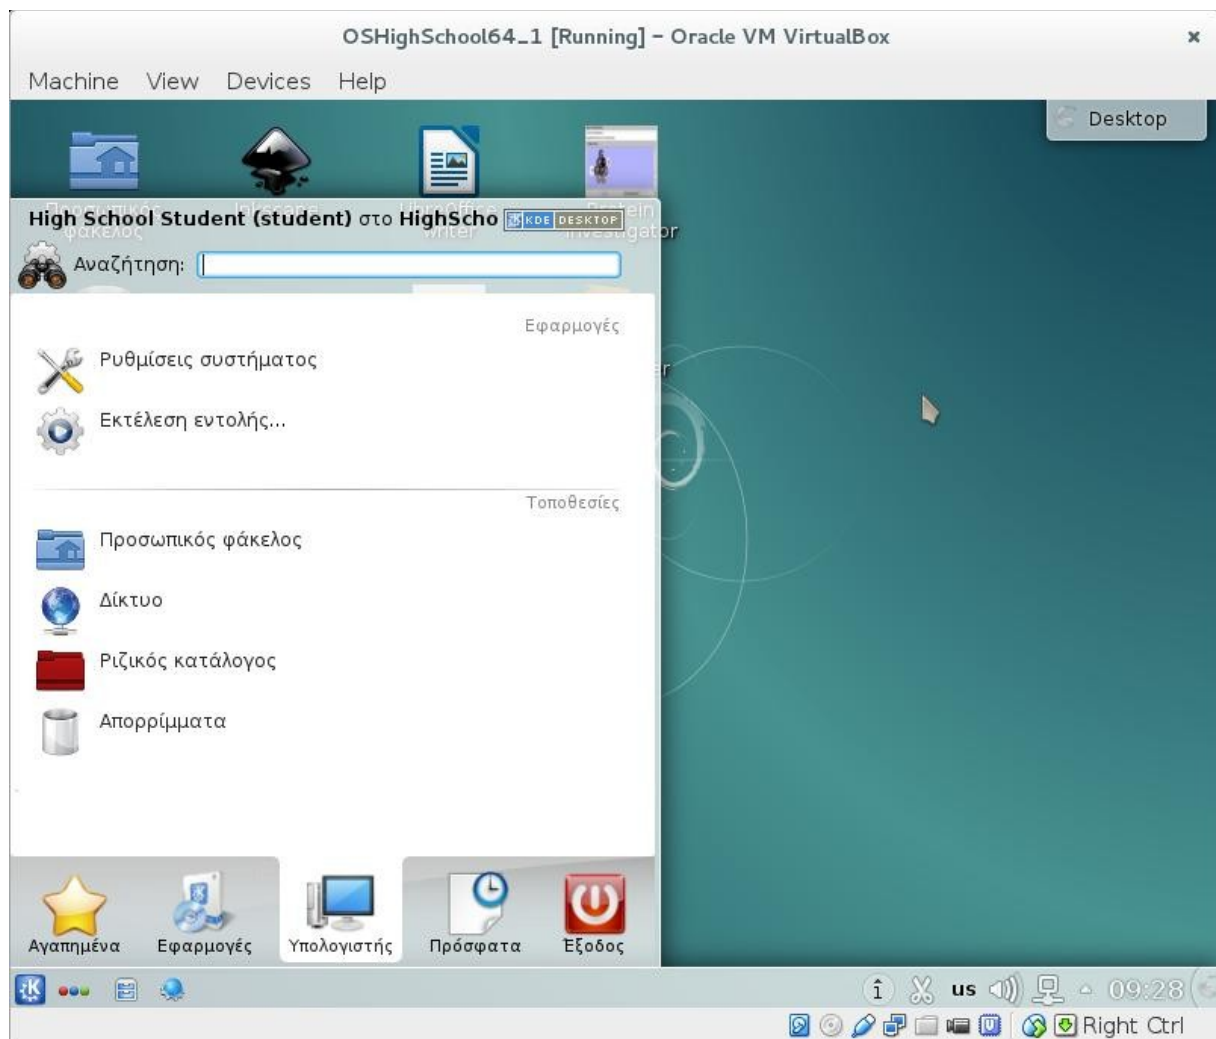 OSHighSchool64_1 [Running] - Oracle VM VirtualBox
Machine View Devices Help
Desktop
High School Student (student) στο HighScho KDE DESKTOP
Αναζήτηση:
Εφαρμογές
Ρυθμίσεις συστήματος
Εκτέλεση εντολής...
Τοποθεσίες
Προσωπικός φάκελος
Δίκτυο
Ριζικός κατάλογος
Απορρίμματα
Αγαπημένα Εφαρμογές Υπολογιστής Πρόσφατα Έξοδος
us 09:28
Right Ctrl